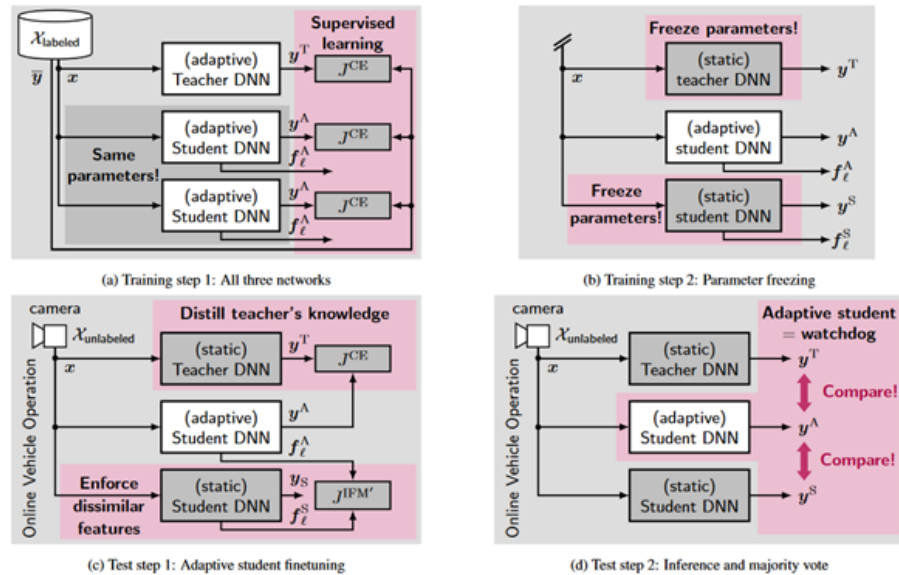 X_labeled
Supervised
learning
ȳ
x
(adaptive)
Teacher DNN
y^T
J^CE
Same
parameters!
(adaptive)
Student DNN
y^A
J^CE
f_ℓ^A
(adaptive)
Student DNN
y^A
J^CE
f_ℓ^A
(a) Training step 1: All three networks
Freeze parameters!
x
(static)
teacher DNN
y^T
(adaptive)
student DNN
y^A
f_ℓ^A
Freeze
parameters!
(static)
student DNN
y^S
f_ℓ^S
(b) Training step 2: Parameter freezing
camera
X_unlabeled
Online Vehicle Operation
x
Distill teacher's knowledge
(static)
Teacher DNN
y^T
J^CE
(adaptive)
Student DNN
y^A
f_ℓ^A
Enforce
dissimilar
features
(static)
Student DNN
y_S
f_ℓ^S
J^IFM′
(c) Test step 1: Adaptive student finetuning
camera
X_unlabeled
Online Vehicle Operation
x
Adaptive student
= watchdog
(static)
Teacher DNN
y^T
Compare!
(adaptive)
Student DNN
y^A
Compare!
(static)
Student DNN
y^S
(d) Test step 2: Inference and majority vote